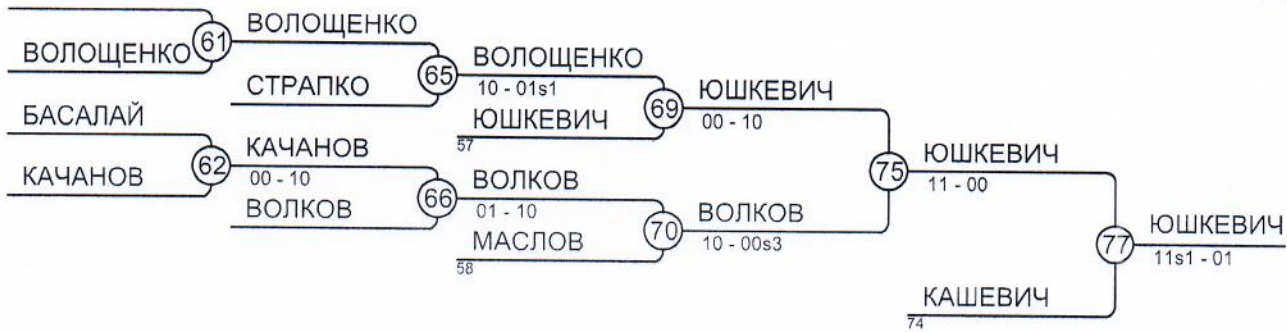 ВОЛОЩЕНКО
61
ВОЛОЩЕНКО
СТРАПКО
65
ВОЛОЩЕНКО
10 - 01s1
ЮШКЕВИЧ
57
69
ЮШКЕВИЧ
00 - 10
БАСАЛАЙ
КАЧАНОВ
62
КАЧАНОВ
00 - 10
ВОЛКОВ
66
ВОЛКОВ
01 - 10
МАСЛОВ
58
70
ВОЛКОВ
10 - 00s3
75
ЮШКЕВИЧ
11 - 00
КАШЕВИЧ
74
77
ЮШКЕВИЧ
11s1 - 01